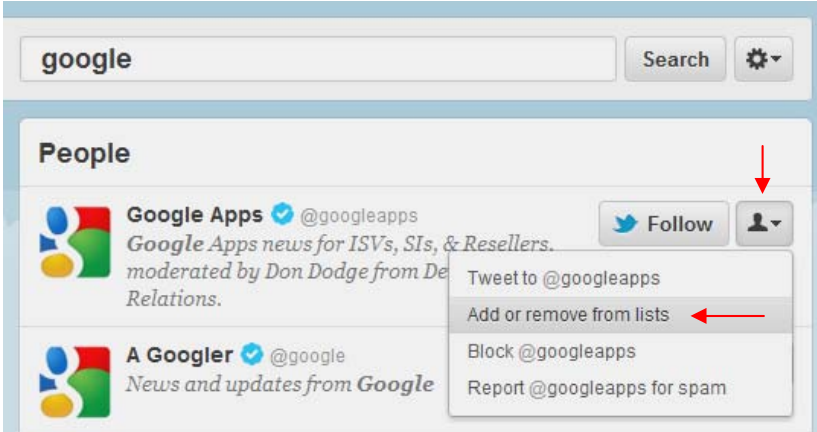 google
Search
People
Google Apps @googleapps
Follow
Google Apps news for ISVs, SIs, & Resellers.
moderated by Don Dodge from De
Relations.
Tweet to @googleapps
Add or remove from lists
Block @googleapps
Report @googleapps for spam
A Googler @google
News and updates from Google